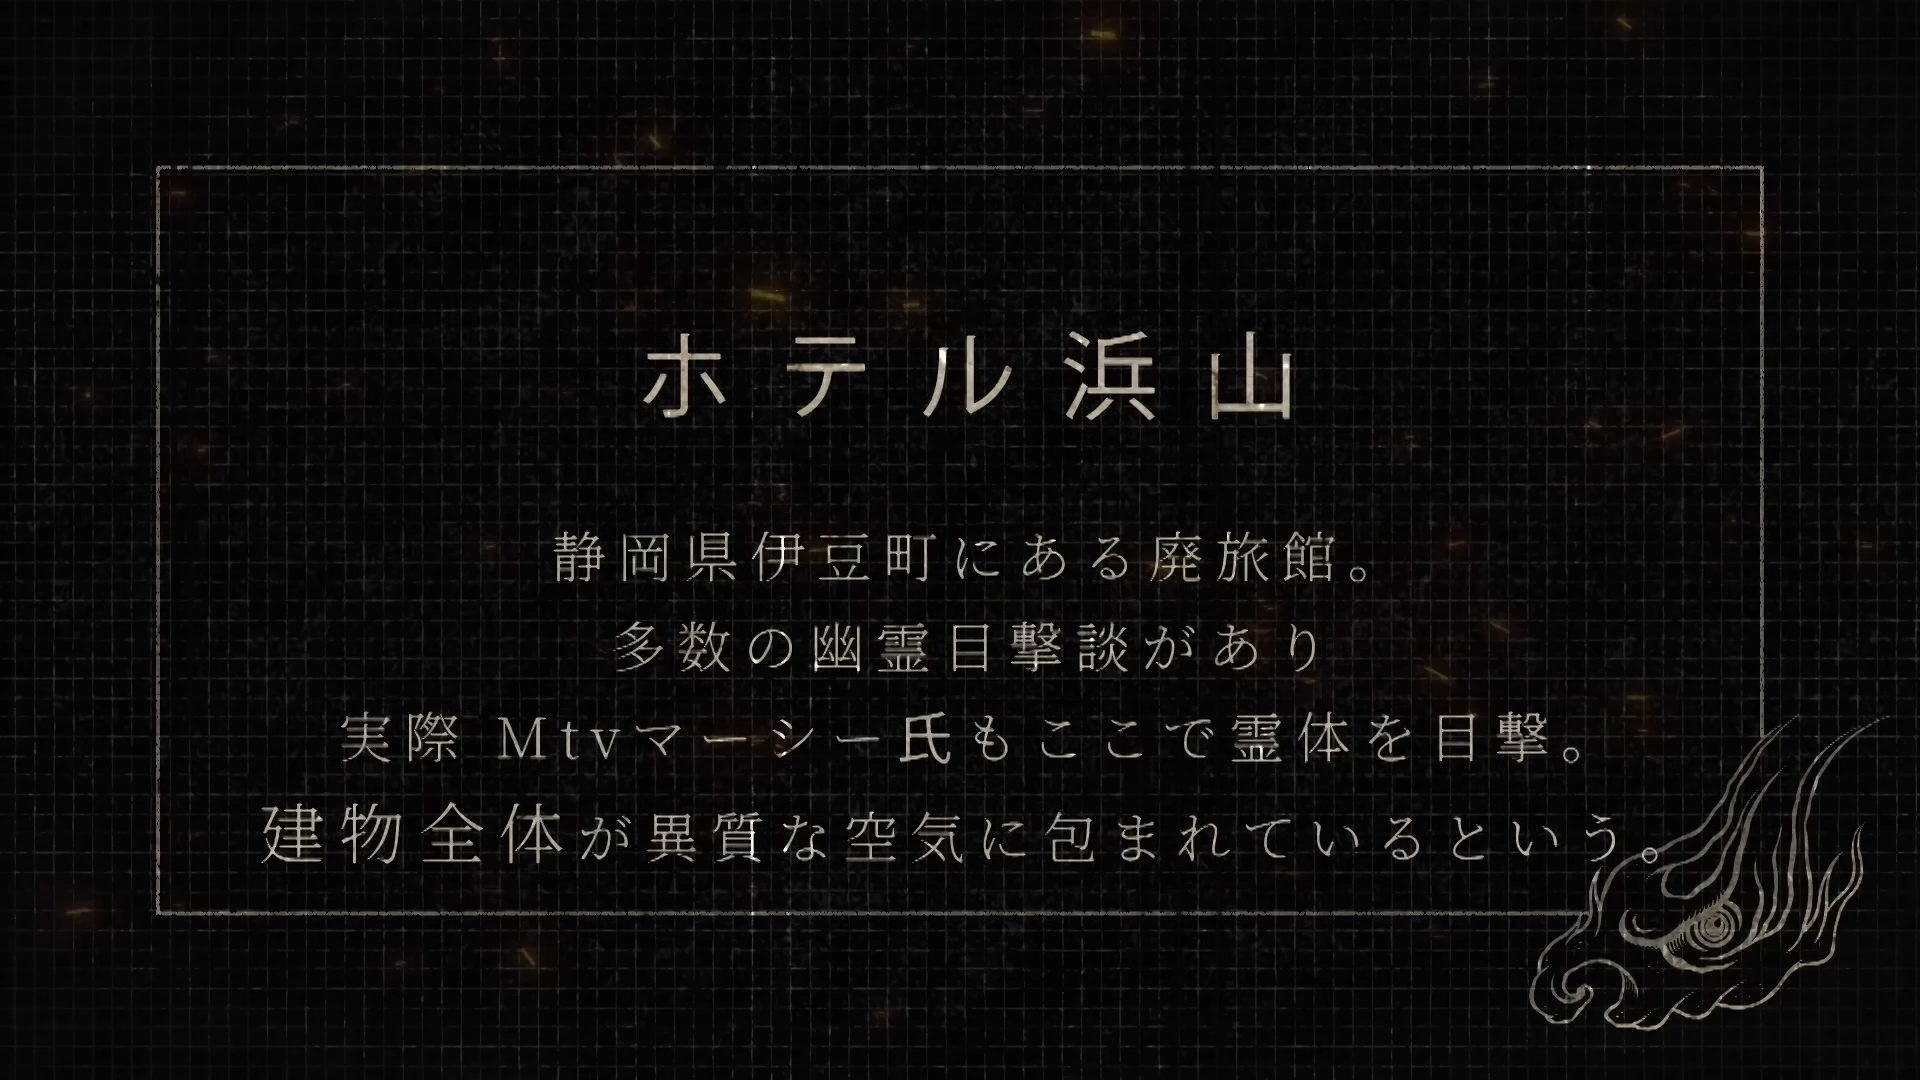 ホテル浜山
静岡県伊豆町にある廃旅館。
多数の幽霊目撃談があり
実際 Mtvマーシー氏もここで霊体を目撃。
建物全体が異質な空気に包まれているという。